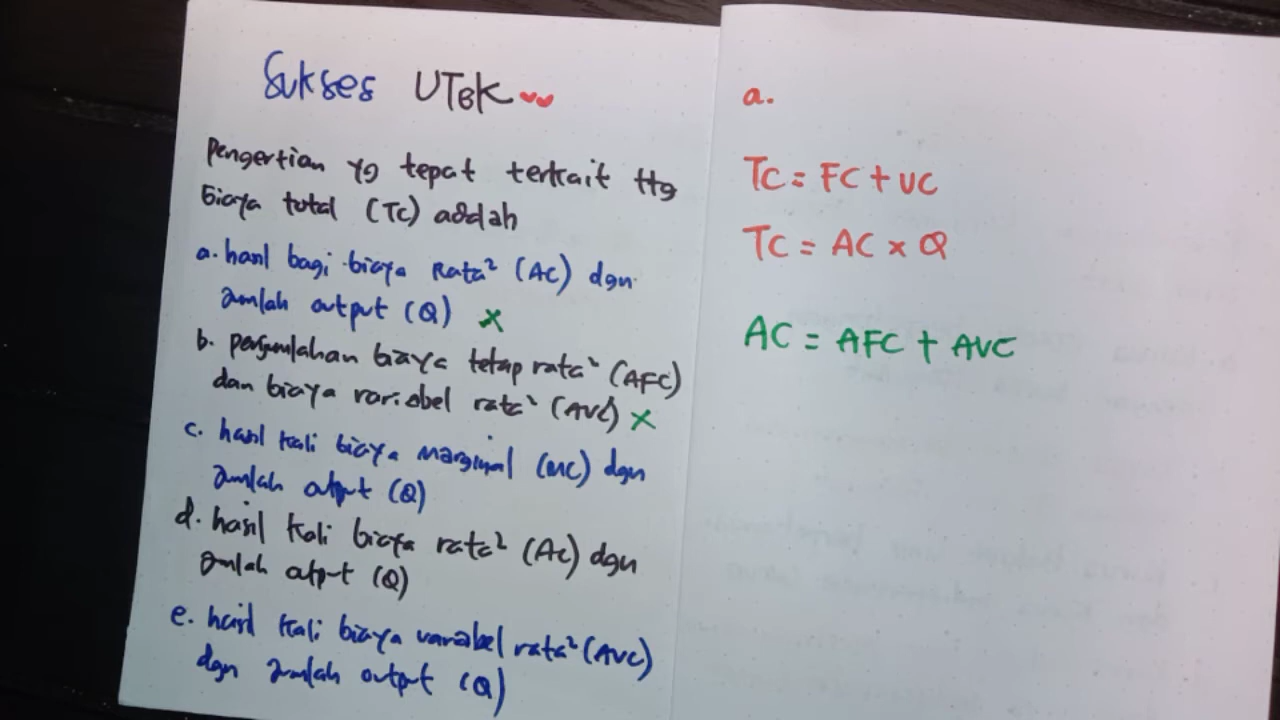 Sukses UTBK
Pengertian yg tepat terkait ttg
biaya total (TC) adalah
a. hasil bagi biaya rata² (AC) dgn
jumlah output (Q) x
b. penjumlahan biaya tetap rata² (AFC)
dan biaya variabel rata² (AVC) x
c. hasil kali biaya marginal (MC) dgn
jumlah output (Q)
d. hasil kali biaya rata² (AC) dgn
jumlah output (Q)
e. hasil kali biaya variabel rata² (AVC)
dgn jumlah output (Q)
a.
TC = FC + VC
TC = AC x Q
AC = AFC + AVC